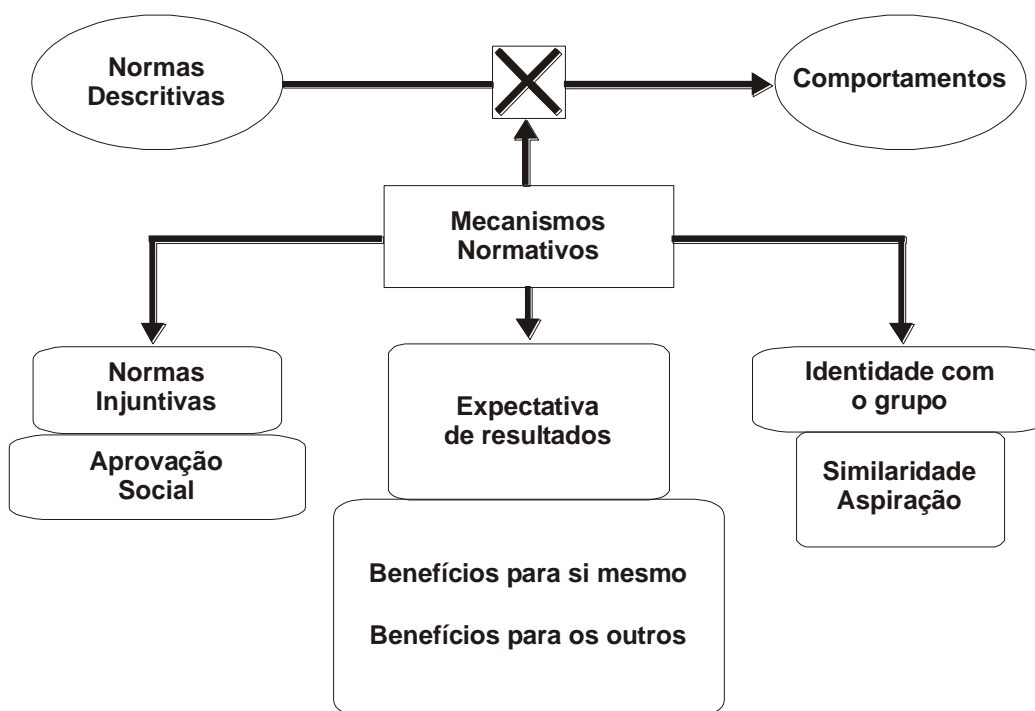 Normas
Descritivas
Comportamentos
Mecanismos
Normativos
Normas
Injuntivas
Aprovação
Social
Expectativa
de resultados
Benefícios para si mesmo
Benefícios para os outros
Identidade com
o grupo
Similaridade
Aspiração